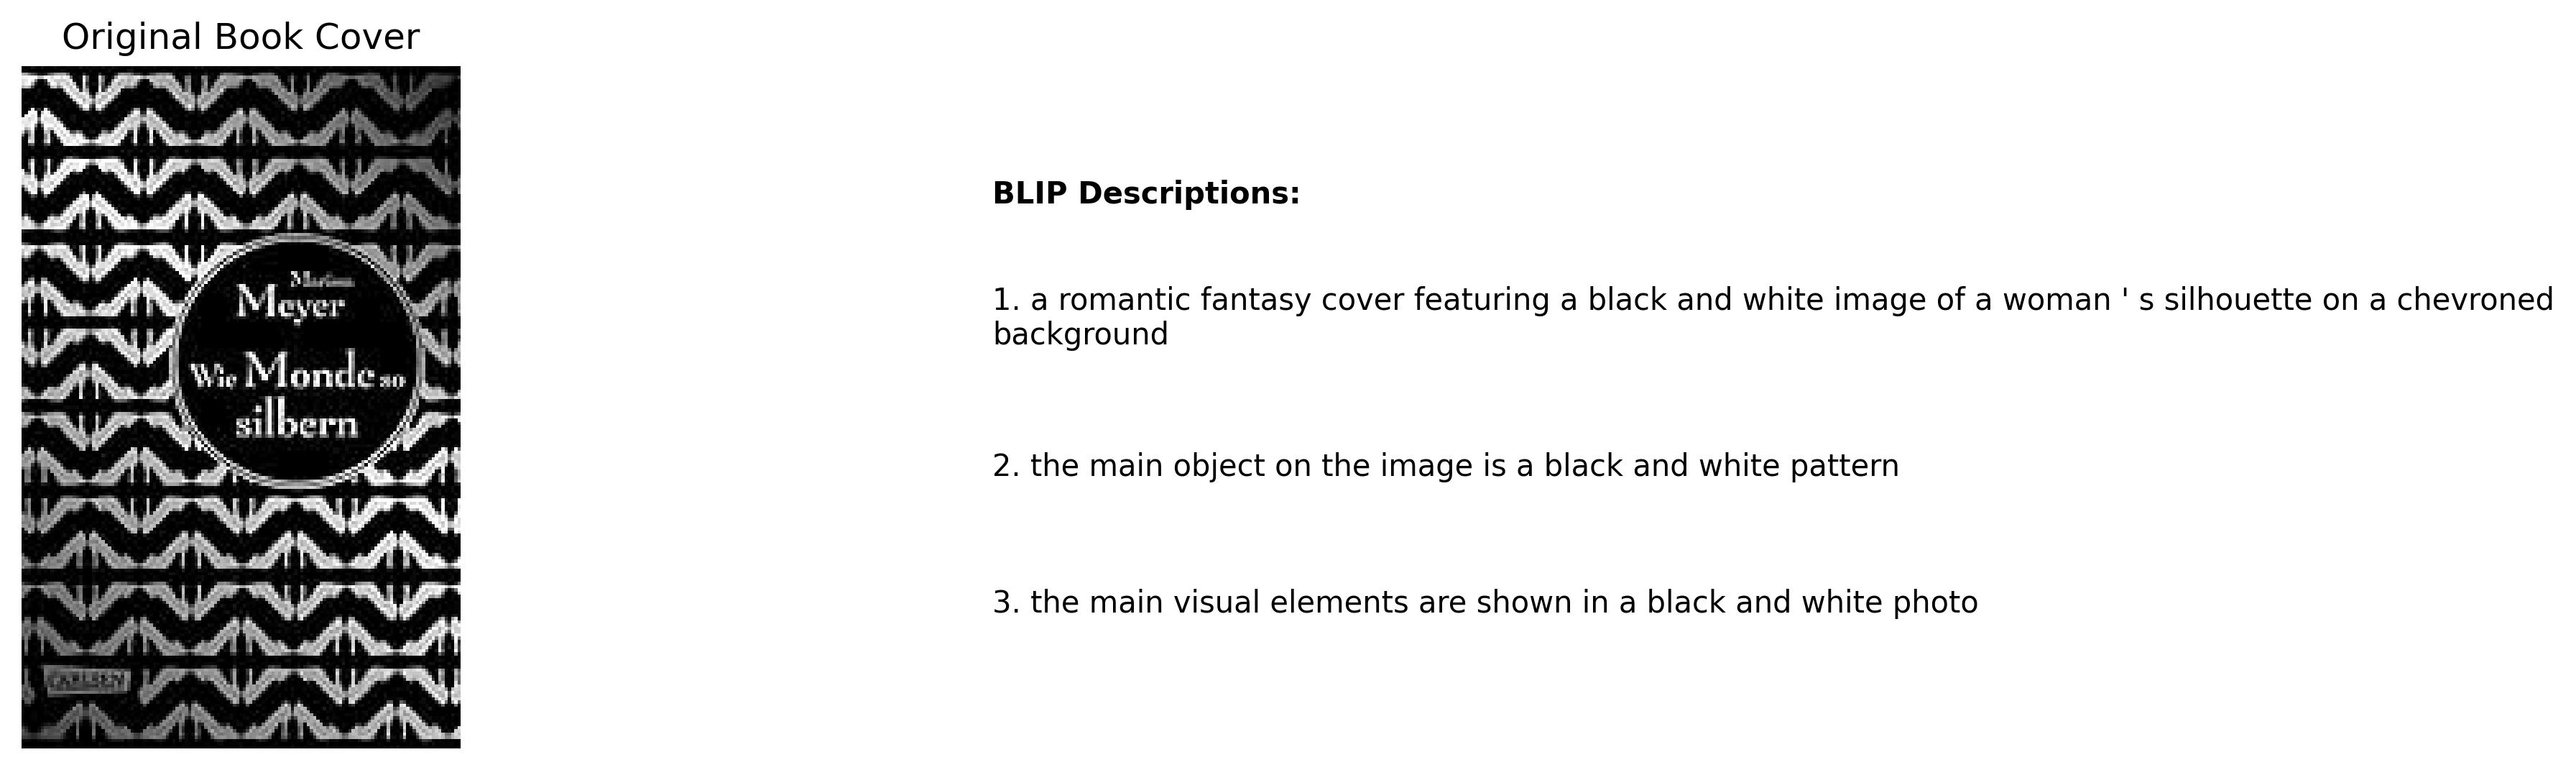 Original Book Cover
Marissa
Meyer
Wie Monde so
silbern
CARLSEN
BLIP Descriptions:
1. a romantic fantasy cover featuring a black and white image of a woman ' s silhouette on a chevroned
background
2. the main object on the image is a black and white pattern
3. the main visual elements are shown in a black and white photo